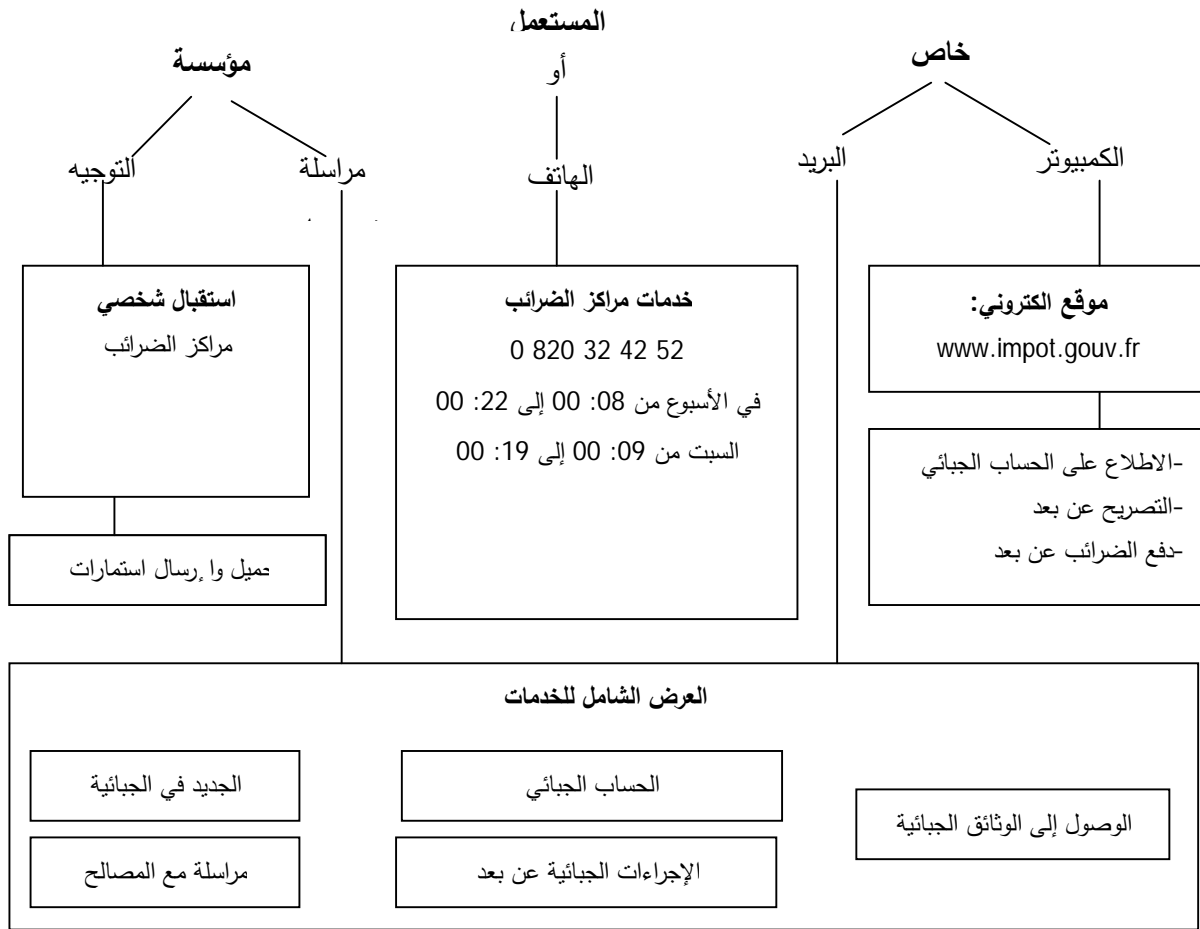 المستعمل
خاص
أو
مؤسسة
الكمبيوتر
البريد
الهاتف
مراسلة
التوجيه
موقع الكتروني:
www.impot.gouv.fr
-الاطلاع على الحساب الجبائي
-التصريح عن بعد
-دفع الضرائب عن بعد
خدمات مراكز الضرائب
0 820 32 42 52
في الأسبوع من 08: 00 إلى 22: 00
السبت من 09: 00 إلى 19: 00
استقبال شخصي
مراكز الضرائب
وإرسال استمارات
العرض الشامل للخدمات
الوصول إلى الوثائق الجبائية
الحساب الجبائي
الإجراءات الجبائية عن بعد
الجديد في الجبائية
مراسلة مع المصالح